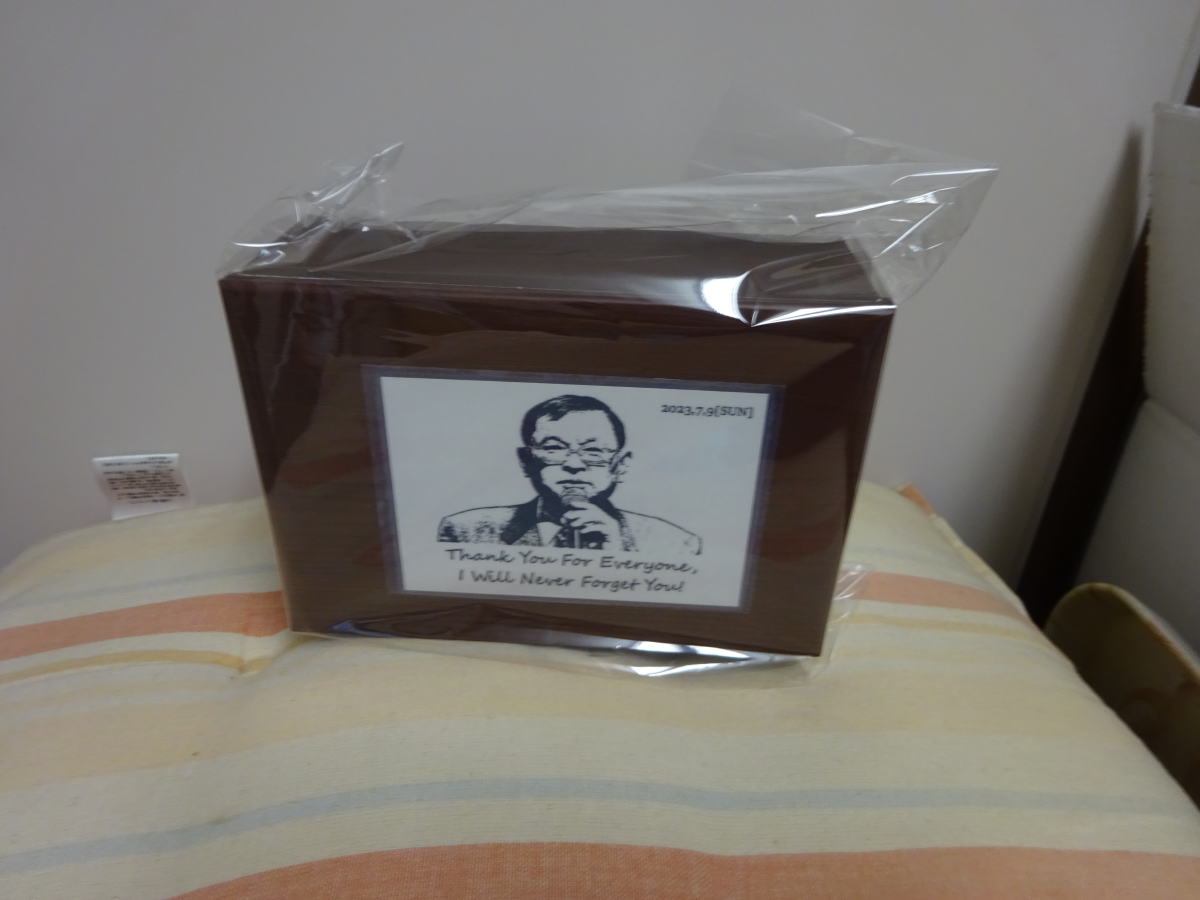 2023.7.9[SUN]
Thank You For Everyone,
I Will Never Forget You!